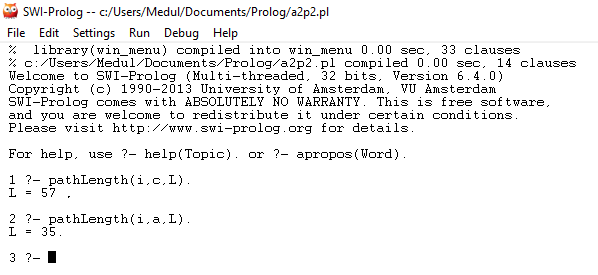 SWI-Prolog -- c:/Users/Medul/Documents/Prolog/a2p2.pl
File Edit Settings Run Debug Help
% library(win_menu) compiled into win_menu 0.00 sec, 33 clauses
% c:/Users/Medul/Documents/Prolog/a2p2.pl compiled 0.00 sec, 14 clauses
Welcome to SWI-Prolog (Multi-threaded, 32 bits, Version 6.4.0)
Copyright (c) 1990-2013 University of Amsterdam, VU Amsterdam
SWI-Prolog comes with ABSOLUTELY NO WARRANTY. This is free software,
and you are welcome to redistribute it under certain conditions.
Please visit http://www.swi-prolog.org for details.
For help, use ?- help(Topic). or ?- apropos(Word).
1 ?- pathLength(i,c,L).
L = 57 ,
2 ?- pathLength(i,a,L).
L = 35.
3 ?-